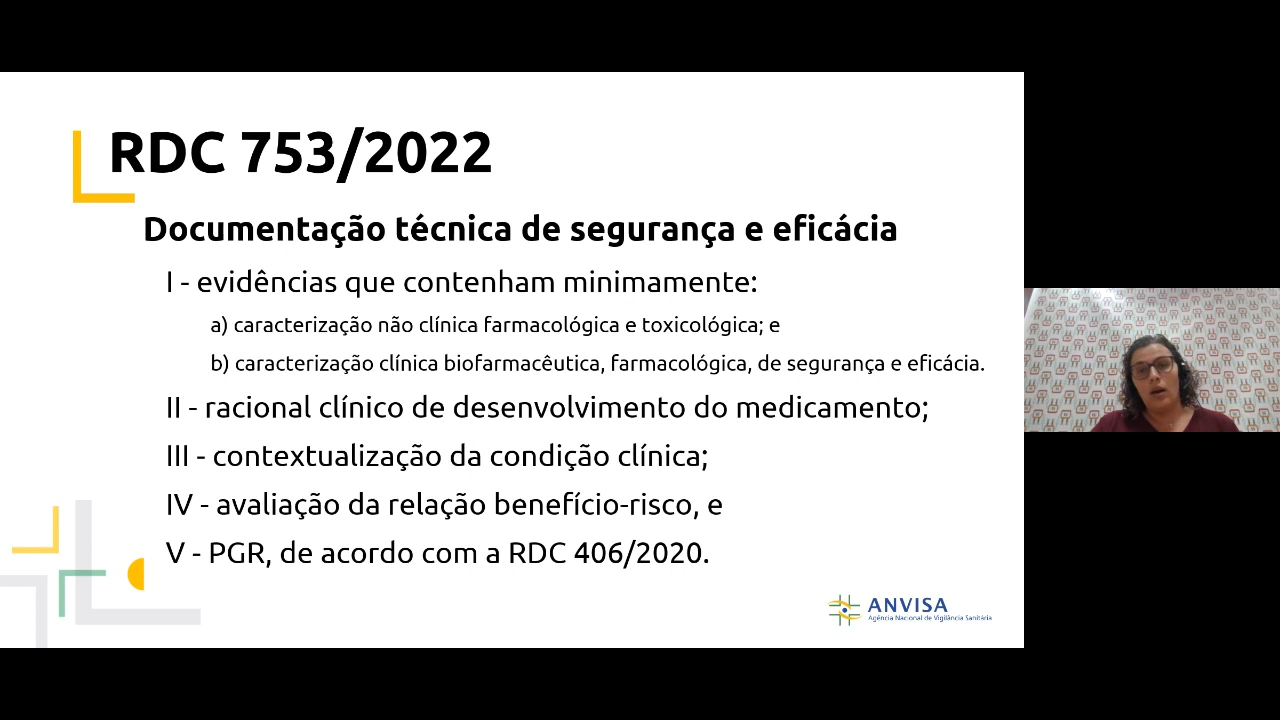 RDC 753/2022
Documentação técnica de segurança e eficácia
I - evidências que contenham minimamente:
a) caracterização não clínica farmacológica e toxicológica; e
b) caracterização clínica biofarmacêutica, farmacológica, de segurança e eficácia.
II - racional clínico de desenvolvimento do medicamento;
III - contextualização da condição clínica;
IV - avaliação da relação benefício-risco, e
V - PGR, de acordo com a RDC 406/2020.
ANVISA
Agência Nacional de Vigilância Sanitária